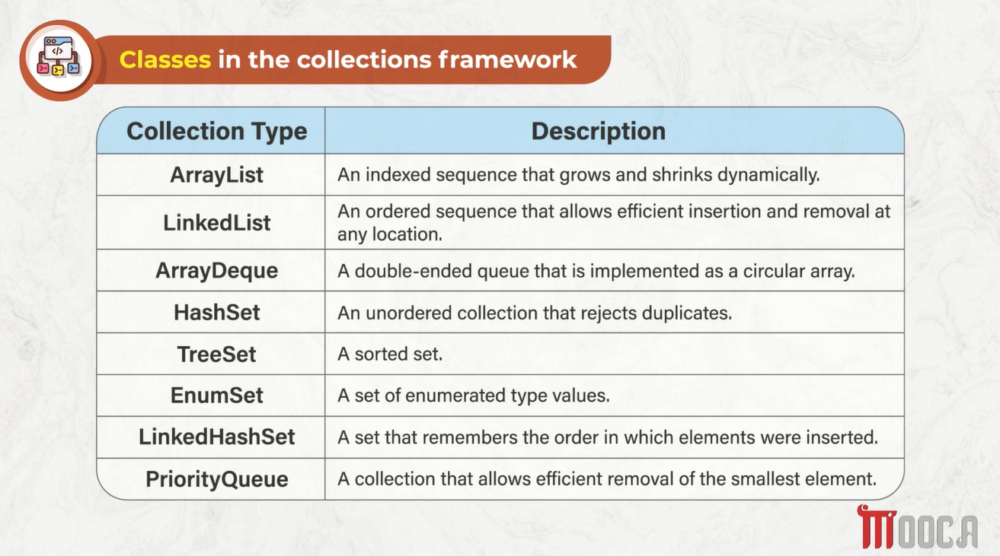 Classes in the collections framework
Collection Type Description
ArrayList An indexed sequence that grows and shrinks dynamically.
LinkedList An ordered sequence that allows efficient insertion and removal at
any location.
ArrayDeque A double-ended queue that is implemented as a circular array.
HashSet An unordered collection that rejects duplicates.
TreeSet A sorted set.
EnumSet A set of enumerated type values.
LinkedHashSet A set that remembers the order in which elements were inserted.
PriorityQueue A collection that allows efficient removal of the smallest element.
MOOCA